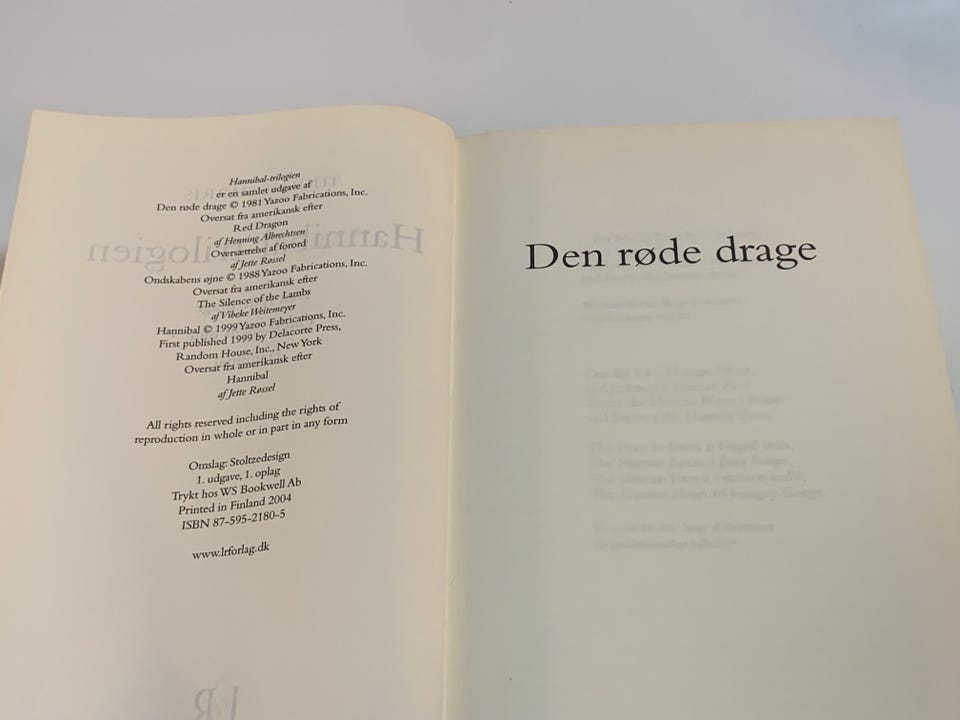 Hannibal-trilogien
er en samlet udgave af
Den røde drage © 1981 Yazoo Fabrications, Inc.
Oversat fra amerikansk efter
Red Dragon
af Henning Albrechtsen
Oversættelse af forord
af Jette Røssel
Ondskabens øjne © 1988 Yazoo Fabrications, Inc.
Oversat fra amerikansk efter
The Silence of the Lambs
af Vibeke Weitemeyer
Hannibal © 1999 Yazoo Fabrications, Inc.
First published 1999 by Delacorte Press,
Random House, Inc., New York
Oversat fra amerikansk efter
Hannibal
af Jette Røssel
All rights reserved including the rights of
reproduction in whole or in part in any form
Omslag: Stoltzedesign
1. udgave, 1. oplag
Trykt hos WS Bookwell Ab
Printed in Finland 2004
ISBN 87-595-2180-5
www.lrforlag.dk
Den røde drage